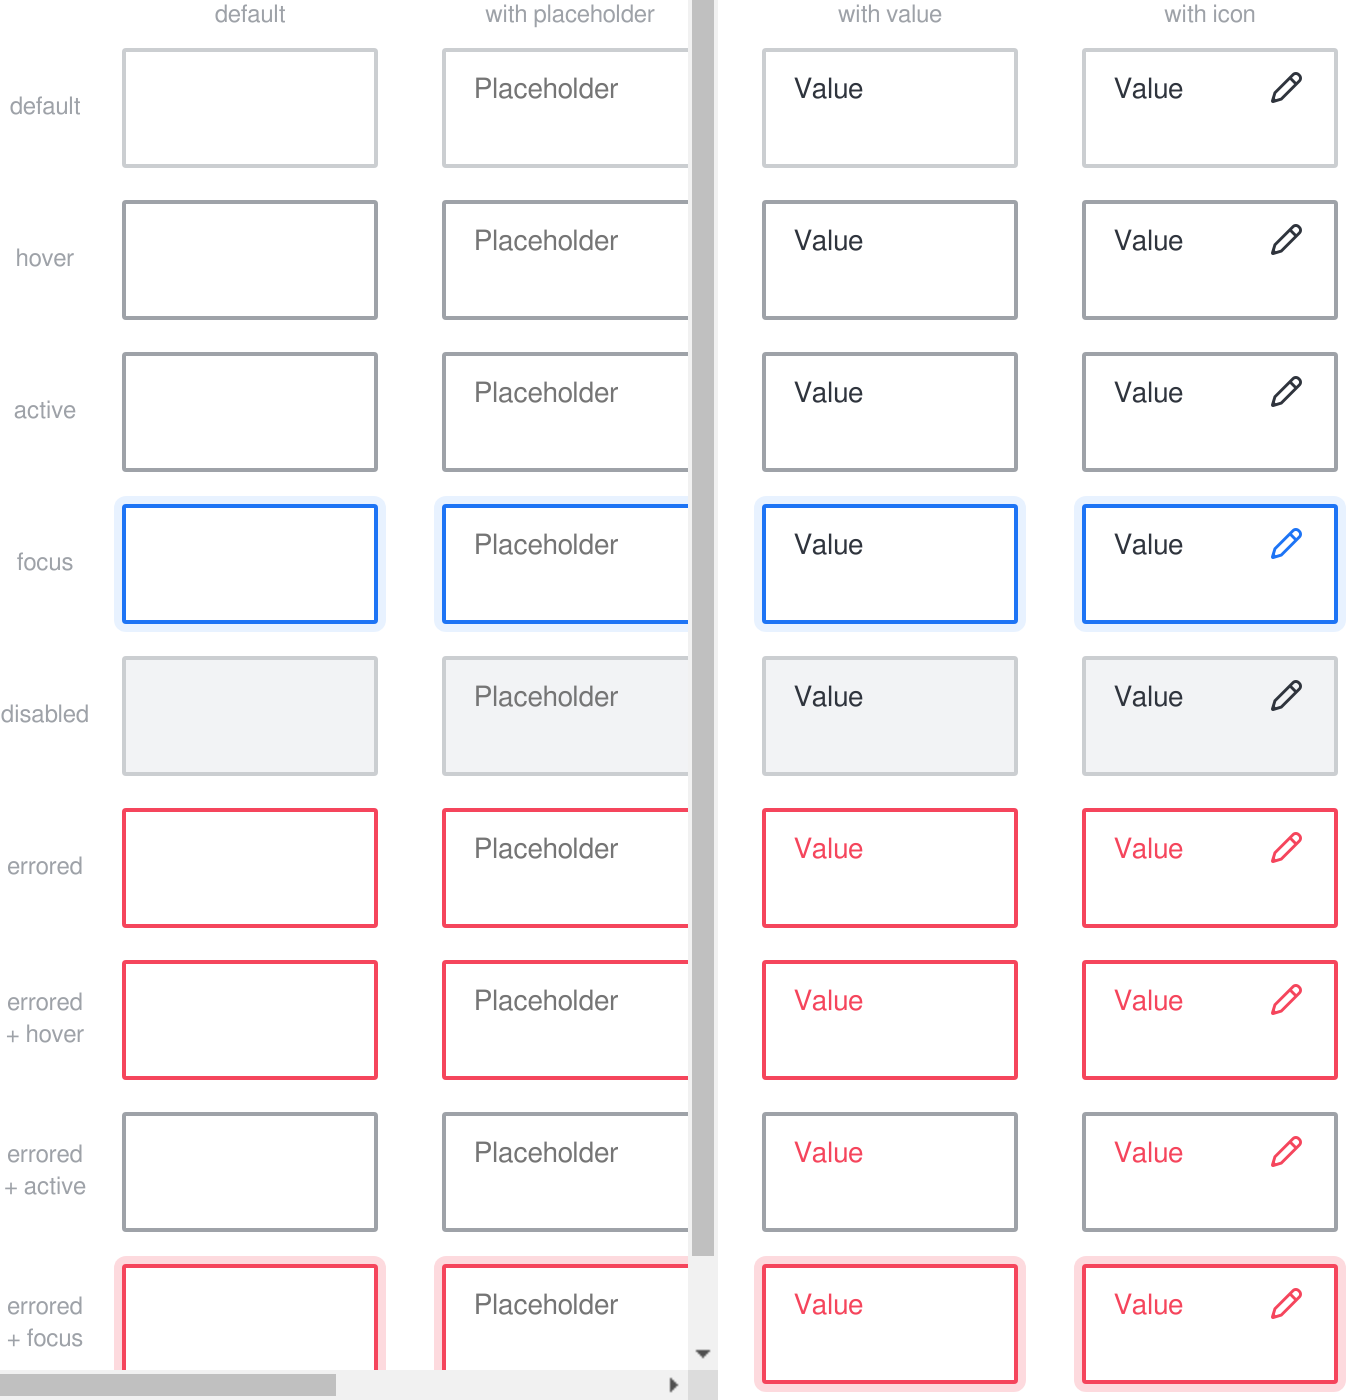 default with placeholder with value with icon
default Placeholder Value Value
hover Placeholder Value Value
active Placeholder Value Value
focus Placeholder Value Value
disabled Placeholder Value Value
errored Placeholder Value Value
errored
+ hover Placeholder Value Value
errored
+ active Placeholder Value Value
errored
+ focus Placeholder Value Value